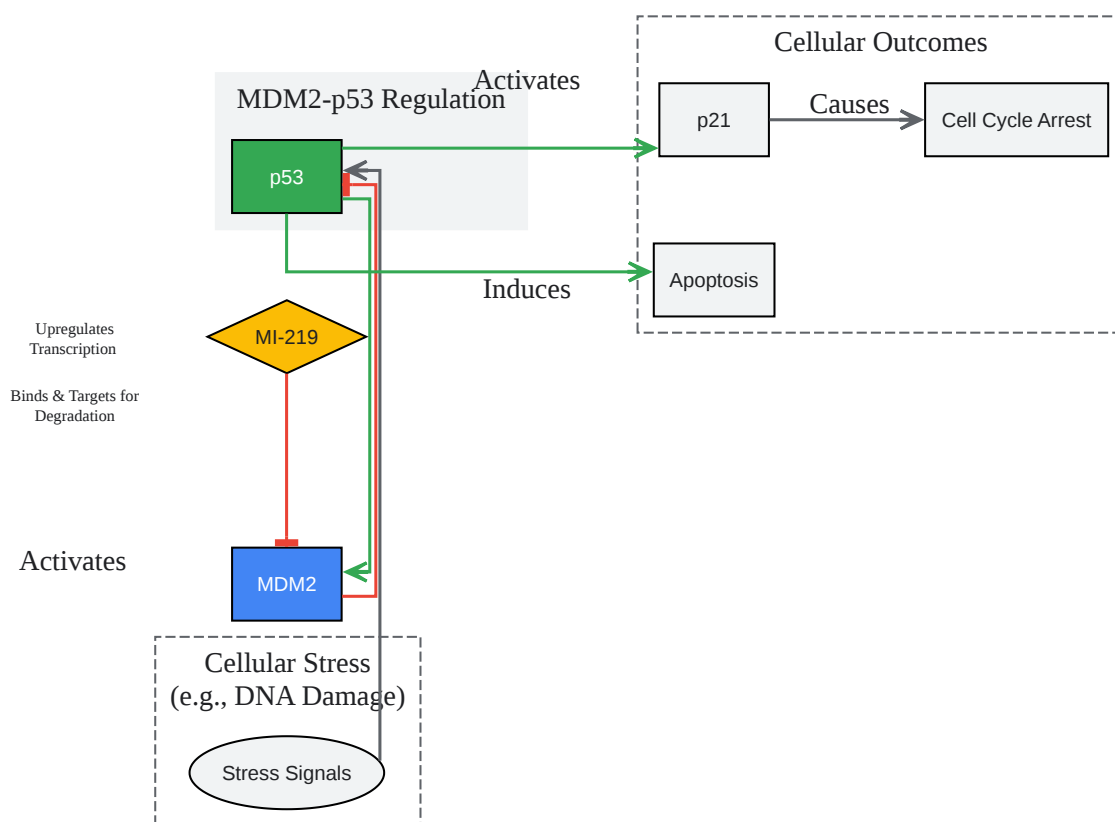 Cellular Outcomes
Activates
MDM2-p53 Regulation
Causes
p21
Cell Cycle Arrest
p53
Apoptosis
Induces
Upregulates
Transcription
MI-219
Binds & Targets for
Degradation
Activates
MDM2
Cellular Stress
(e.g., DNA Damage)
Stress Signals